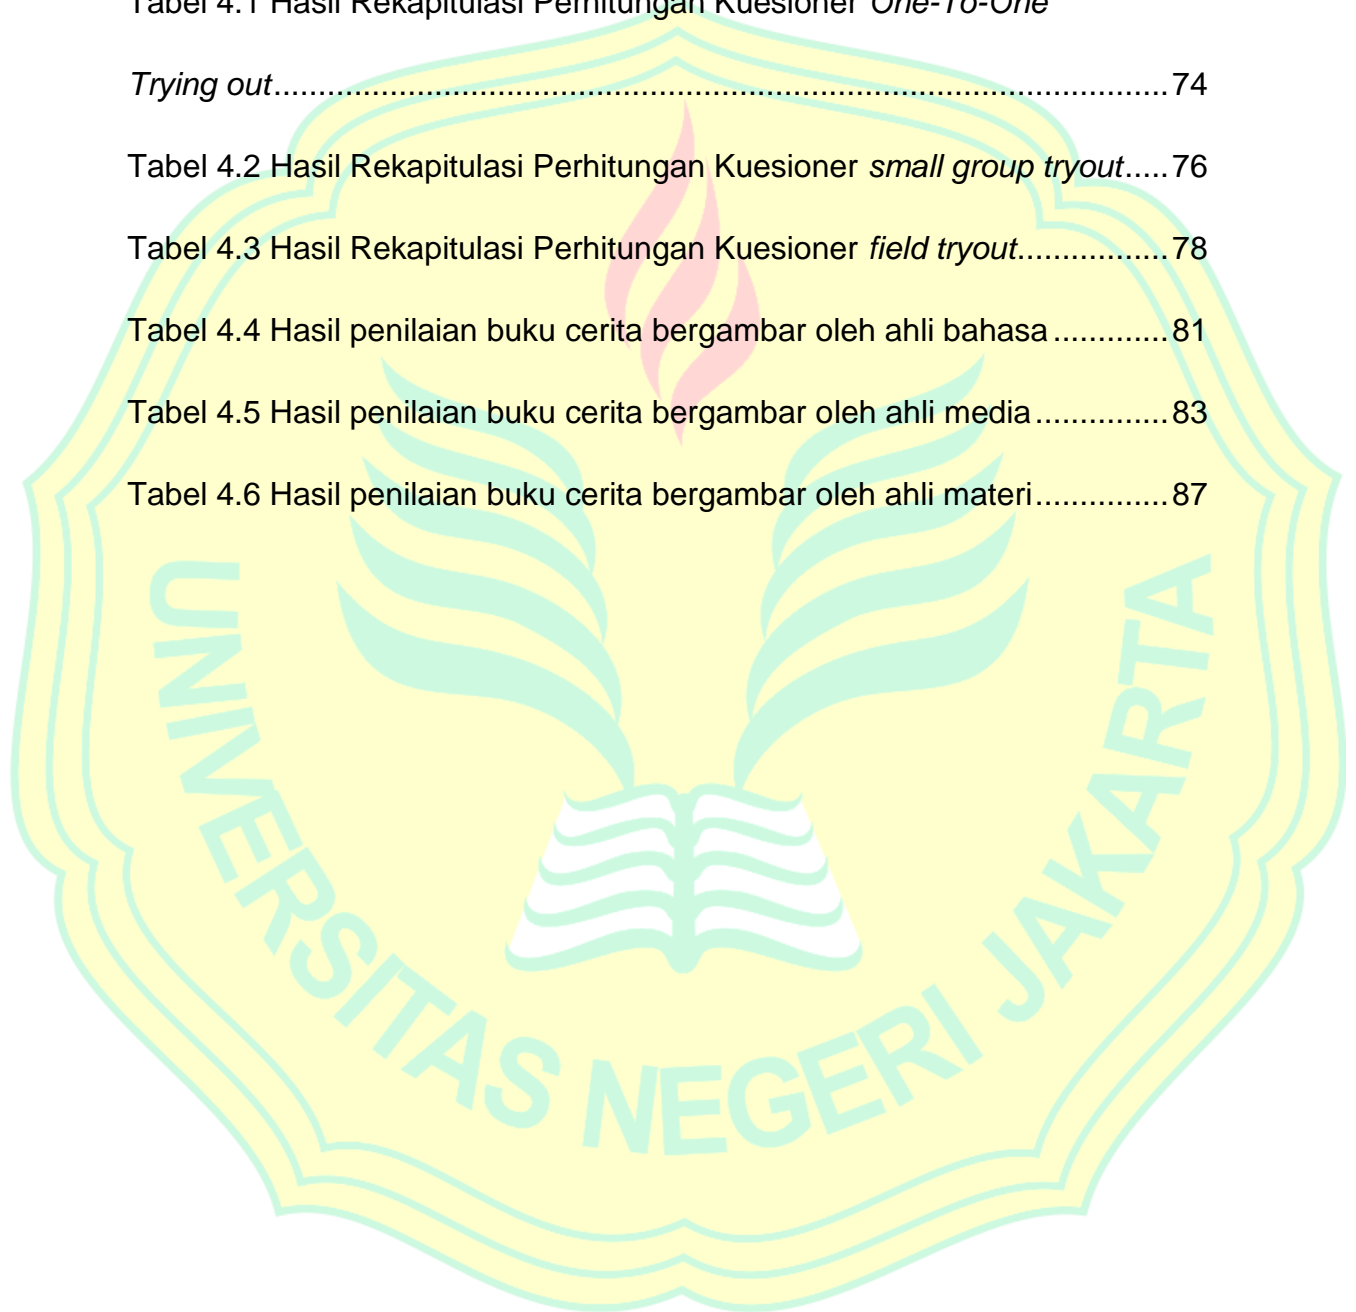 Tabel 4.1 Hasil Rekapitulasi Perhitungan Kuesioner One-To-One
Trying out....................................................................................................74
Tabel 4.2 Hasil Rekapitulasi Perhitungan Kuesioner small group tryout.....76
Tabel 4.3 Hasil Rekapitulasi Perhitungan Kuesioner field tryout.................78
Tabel 4.4 Hasil penilaian buku cerita bergambar oleh ahli bahasa.............81
Tabel 4.5 Hasil penilaian buku cerita bergambar oleh ahli media...............83
Tabel 4.6 Hasil penilaian buku cerita bergambar oleh ahli materi...............87
UNIVERSITAS NEGERI JAKARTA